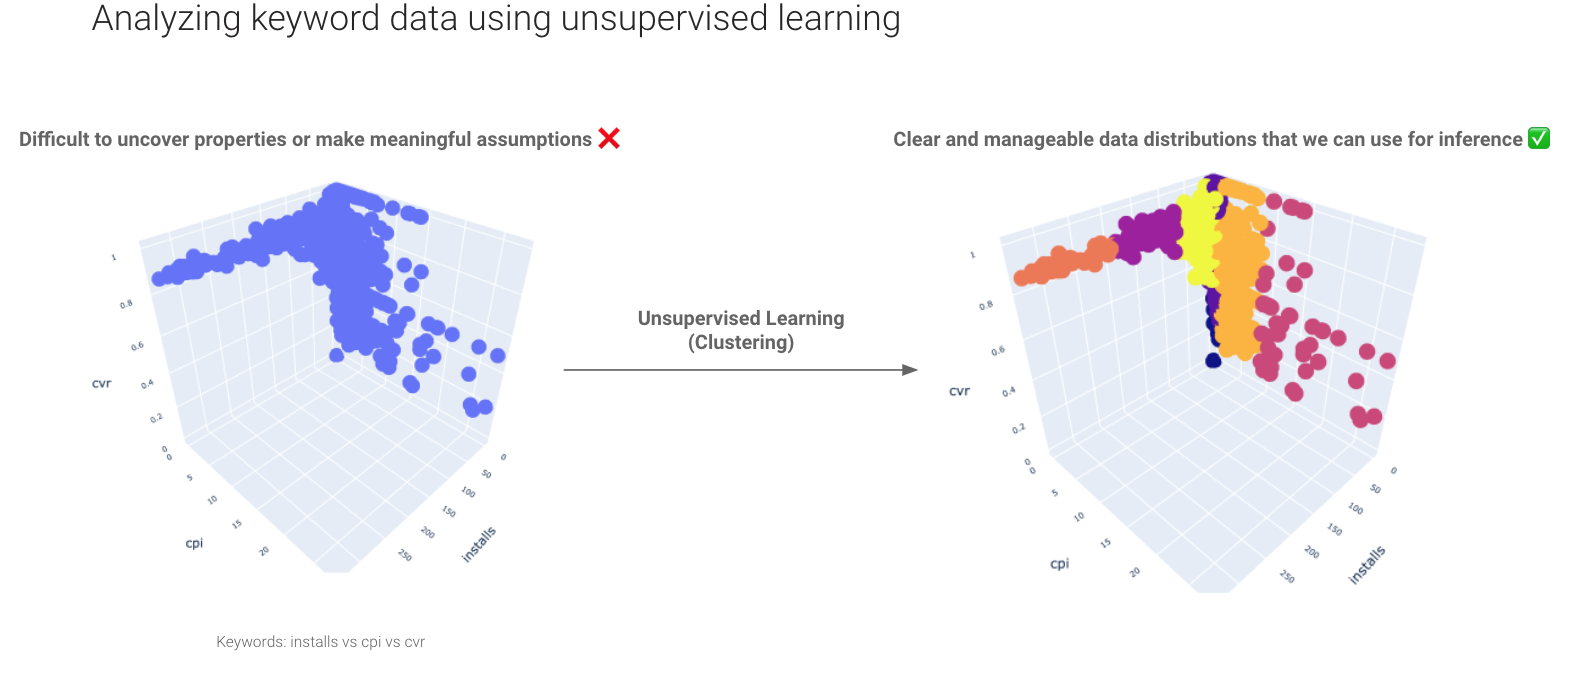 Analyzing keyword data using unsupervised learning
Difficult to uncover properties or make meaningful assumptions ❌
Clear and manageable data distributions that we can use for inference ✅
1
0.8
0.6
0.4
0.2
0
cvr
0
5
10
15
20
cpi
0
50
100
150
200
250
installs
Unsupervised Learning
(Clustering)
1
0.8
0.6
0.4
0.2
0
cvr
0
5
10
15
20
cpi
0
50
100
150
200
250
installs
Keywords: installs vs cpi vs cvr